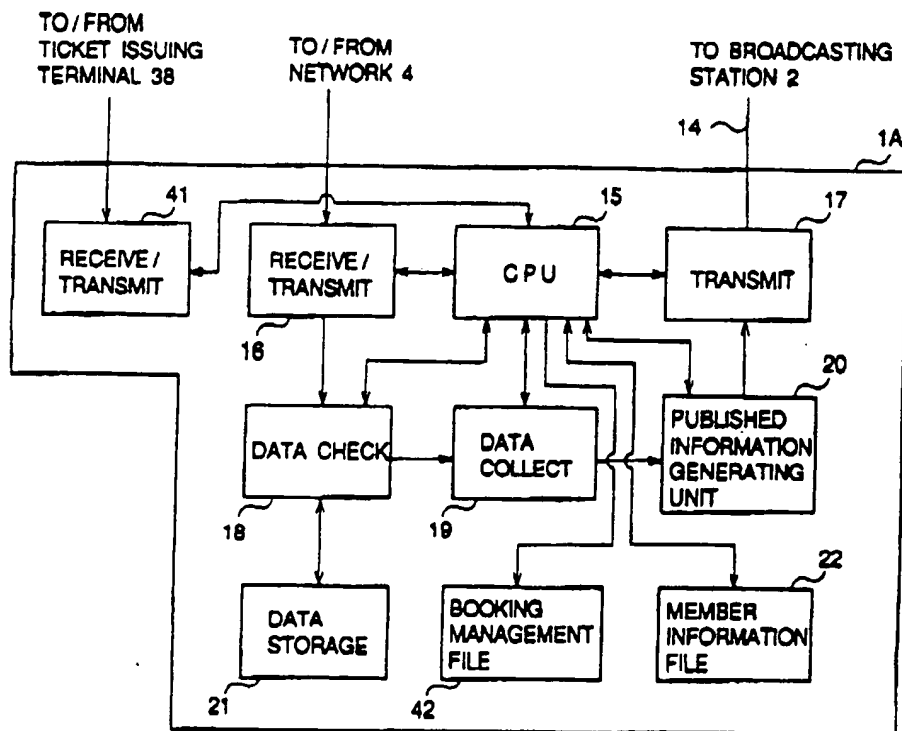 TO/FROM
TICKET ISSUING
TERMINAL 38
TO/FROM
NETWORK 4
TO BROADCASTING
STATION 2
14
1A
41
15
17
RECEIVE/
TRANSMIT
RECEIVE/
TRANSMIT
CPU
TRANSMIT
16
20
DATA CHECK
DATA
COLLECT
PUBLISHED
INFORMATION
GENERATING
UNIT
18
19
22
DATA
STORAGE
BOOKING
MANAGEMENT
FILE
MEMBER
INFORMATION
FILE
21
42